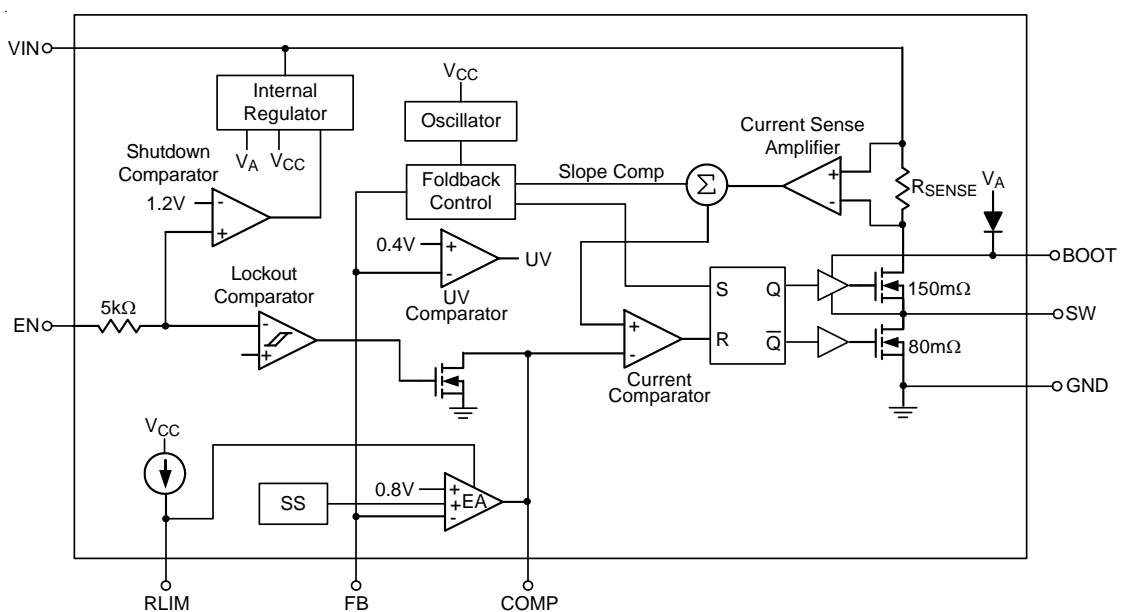 VIN
Internal
Regulator
VA VCC
Shutdown
Comparator
1.2V
-
+
VCC
Oscillator
Foldback
Control
Slope Comp
Σ
Current Sense
Amplifier
+
-
RSENSE
VA
BOOT
0.4V
+
-
UV
UV
Comparator
Lockout
Comparator
-
+
5kΩ
EN
+
-
Current
Comparator
S Q
R Q̅
150mΩ
SW
80mΩ
GND
VCC
SS
0.8V
+
+
-
EA
RLIM
FB
COMP